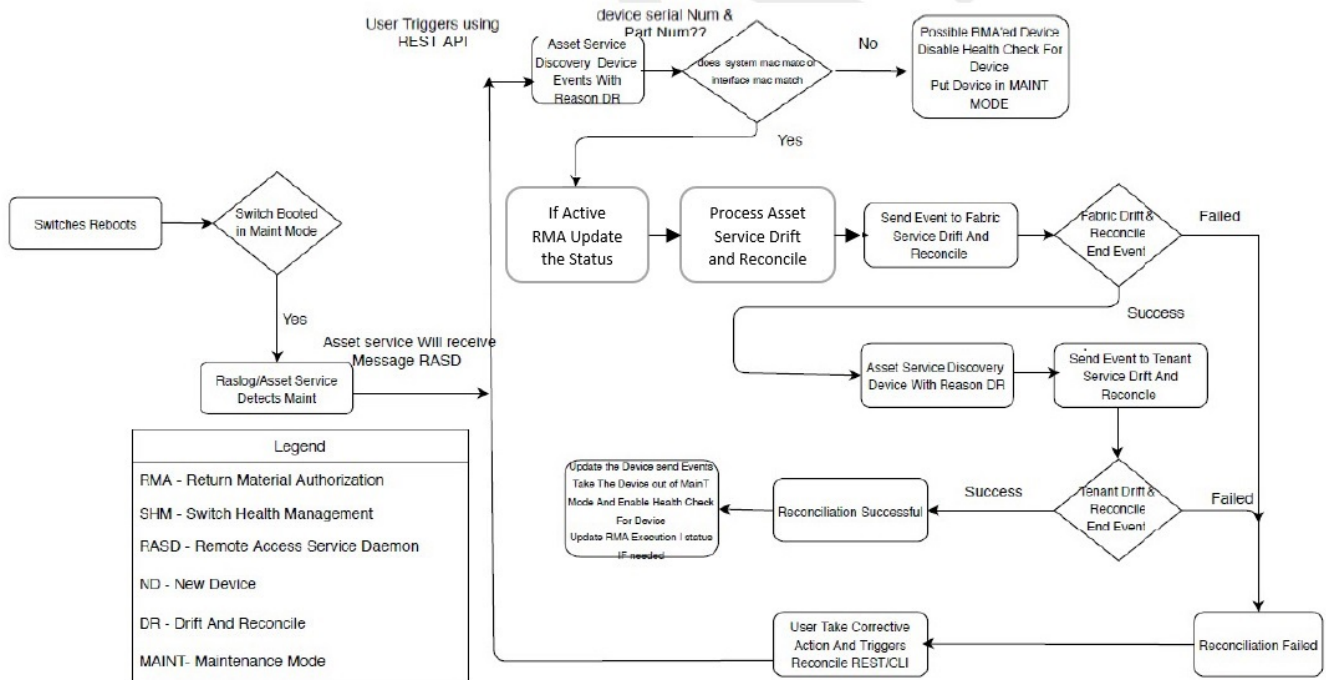 User Triggers using
REST API
device serial Num &
Part Num??
Asset Service
Discovery Device
Events With
Reason DR
does system mac matc or
interface mac match
No
Possible RMA'ed Device
Disable Health Check For
Device
Put Device in MAINT
MODE
Yes
Switches Reboots
Switch Booted
in Maint Mode
If Active
RMA Update
the Status
Process Asset
Service Drift
and Reconcile
Send Event to Fabric
Service Drift And
Reconcile
Fabric Drift &
Reconcile
End Event
Failed
Yes
Success
Asset service Will receive
Message RASD
Raslog/Asset Service
Detects Maint
Asset Service Discovery
Device With Reason DR
Send Event to Tenant
Service Drift And
Reconcile
Legend
RMA - Return Material Authorization
SHM - Switch Health Management
RASD - Remote Access Service Daemon
ND - New Device
DR - Drift And Reconcile
MAINT- Maintenance Mode
Update the Device send Events
Take The Device out of MainT
Mode And Enable Health Check
For Device
Update RMA Execution I status
IF needed
Reconciliation Successful
Success
Tenant Drift &
Reconcile
End Event
Failed
User Take Corrective
Action And Triggers
Reconcile REST/CLI
Reconciliation Failed